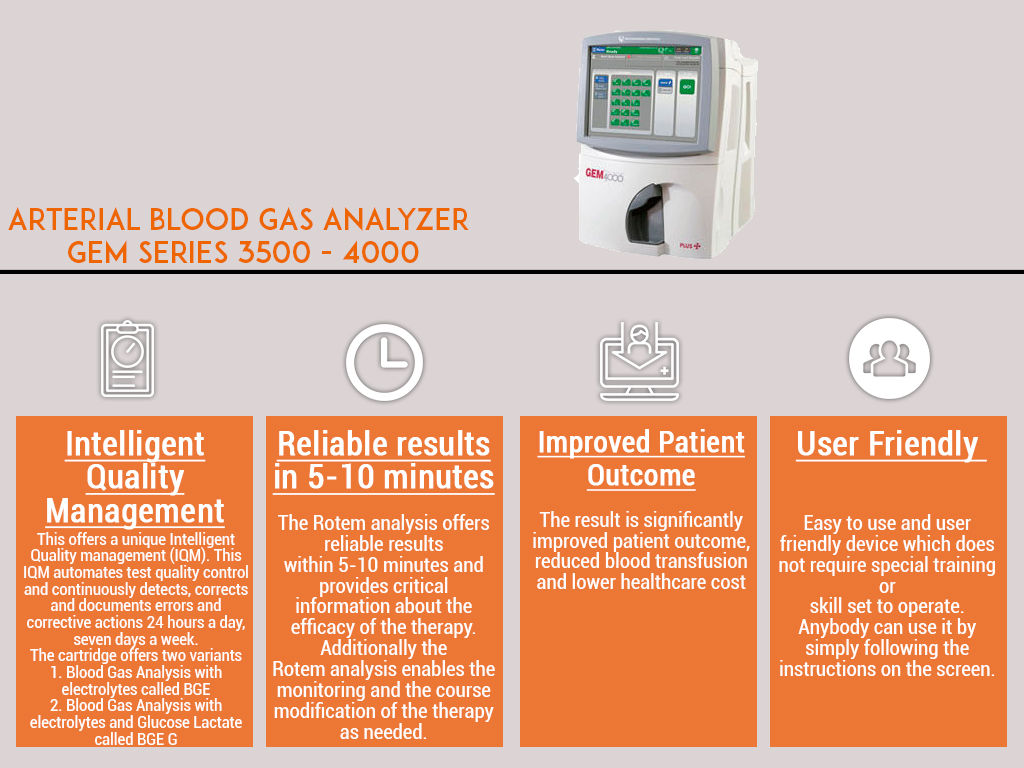 GEM4000
PLUS+
GO!
ARTERIAL BLOOD GAS ANALYZER
GEM SERIES 3500 - 4000
Intelligent
Quality
Management
This offers a unique Intelligent
Quality management (IQM). This
IQM automates test quality control
and continuously detects, corrects
and documents errors and
corrective actions 24 hours a day,
seven days a week.
The cartridge offers two variants
1. Blood Gas Analysis with
electrolytes called BGE
2. Blood Gas Analysis with
electrolytes and Glucose Lactate
called BGE G
Reliable results
in 5-10 minutes
The Rotem analysis offers
reliable results
within 5-10 minutes and
provides critical
information about the
efficacy of the therapy.
Additionally the
Rotem analysis enables the
monitoring and the course
modification of the therapy
as needed.
Improved Patient
Outcome
The result is significantly
improved patient outcome,
reduced blood transfusion
and lower healthcare cost
User Friendly
Easy to use and user
friendly device which does
not require special training
or
skill set to operate.
Anybody can use it by
simply following the
instructions on the screen.